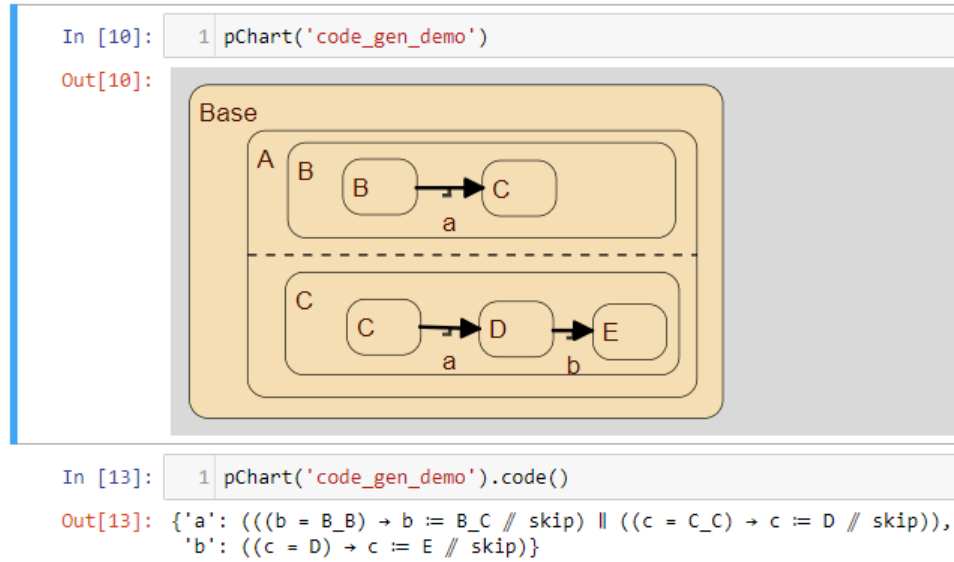 In [10]: 1 pChart('code_gen_demo')
Out[10]:
Base
A
B
B
C
a
C
C
D
E
a
b
In [13]: 1 pChart('code_gen_demo').code()
Out[13]: {'a': (((b = B_B) → b ≔ B_C ⫽ skip) ‖ ((c = C_C) → c ≔ D ⫽ skip)),
'b': ((c = D) → c ≔ E ⫽ skip)}